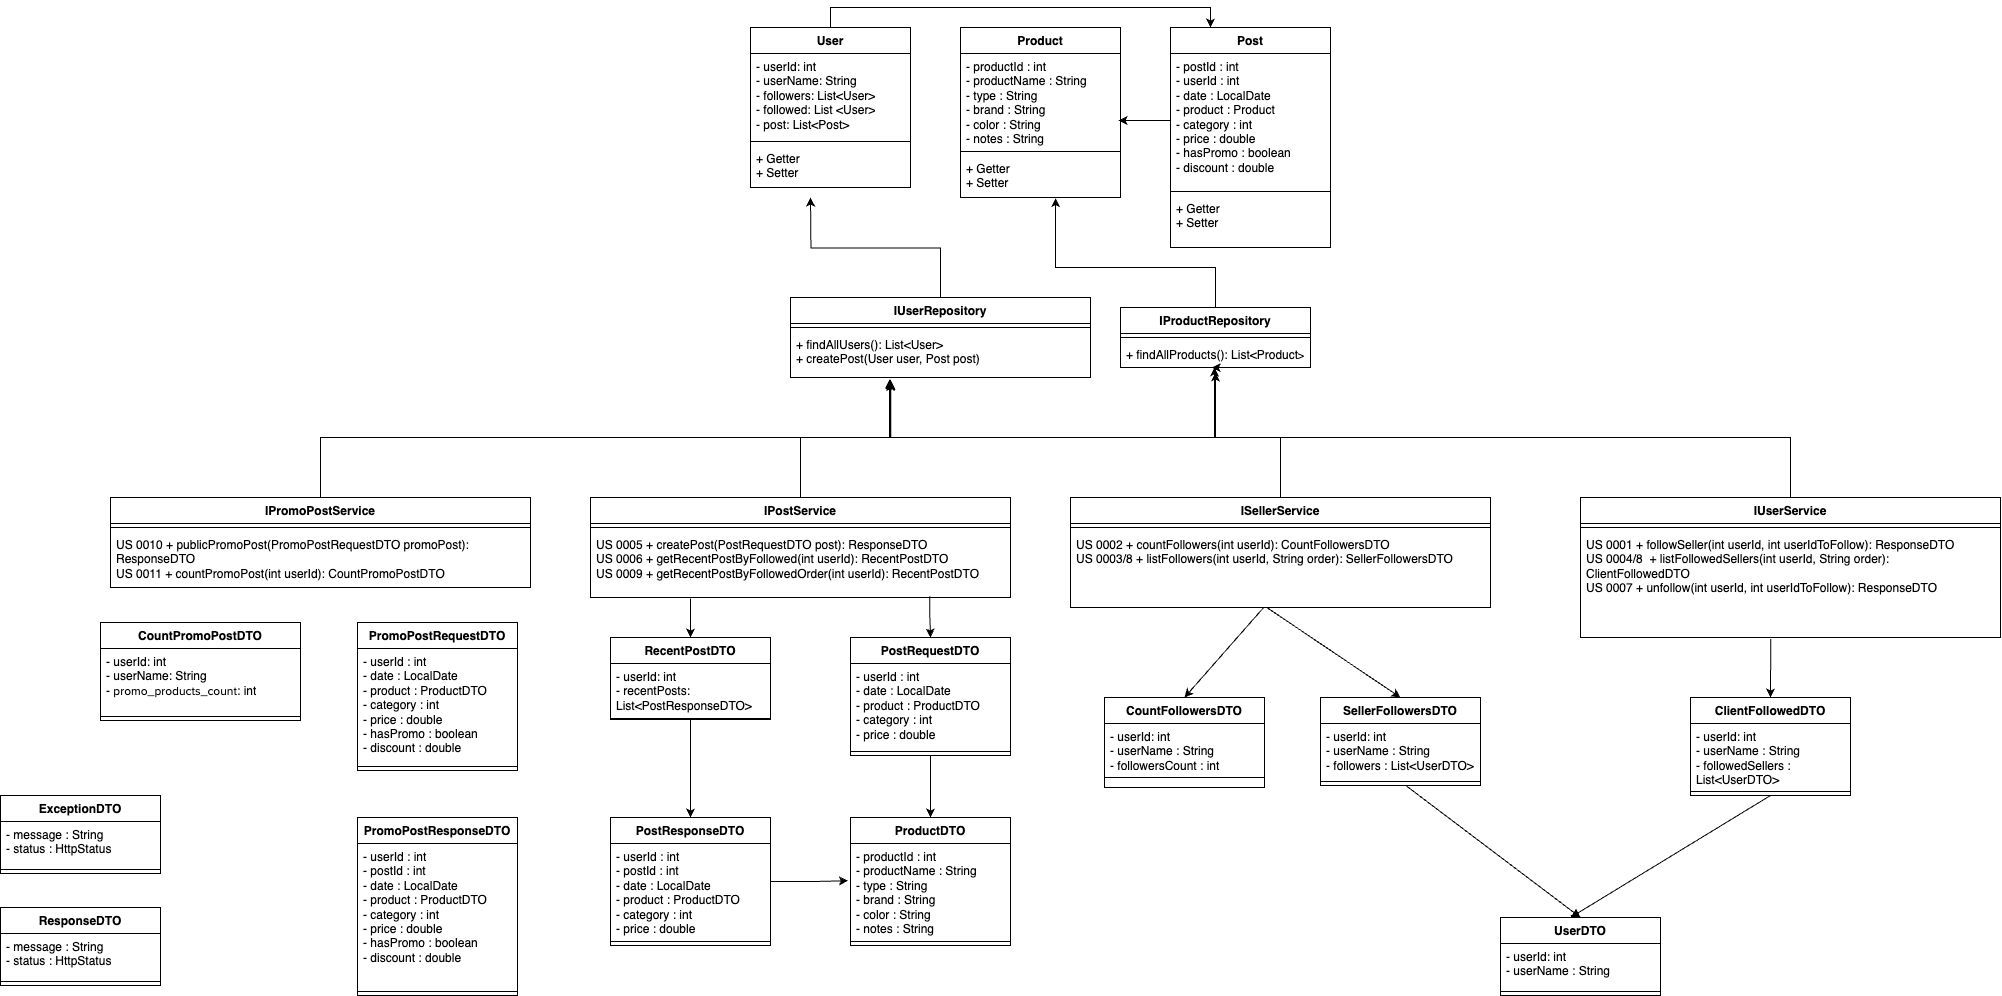 User
- userId: int
- userName: String
- followers: List<User>
- followed: List <User>
- post: List<Post>
+ Getter
+ Setter
Product
- productId : int
- productName : String
- type : String
- brand : String
- color : String
- notes : String
+ Getter
+ Setter
Post
- postId : int
- userId : int
- date : LocalDate
- product : Product
- category : int
- price : double
- hasPromo : boolean
- discount : double
+ Getter
+ Setter
IUserRepository
+ findAllUsers(): List<User>
+ createPost(User user, Post post)
IProductRepository
+ findAllProducts(): List<Product>
IPromoPostService
US 0010 + publicPromoPost(PromoPostRequestDTO promoPost):
ResponseDTO
US 0011 + countPromoPost(int userId): CountPromoPostDTO
IPostService
US 0005 + createPost(PostRequestDTO post): ResponseDTO
US 0006 + getRecentPostByFollowed(int userId): RecentPostDTO
US 0009 + getRecentPostByFollowedOrder(int userId): RecentPostDTO
ISellerService
US 0002 + countFollowers(int userId): CountFollowersDTO
US 0003/8 + listFollowers(int userId, String order): SellerFollowersDTO
IUserService
US 0001 + followSeller(int userId, int userIdToFollow): ResponseDTO
US 0004/8  + listFollowedSellers(int userId, String order):
ClientFollowedDTO
US 0007 + unfollow(int userId, int userIdToFollow): ResponseDTO
CountPromoPostDTO
- userId: int
- userName: String
- promo_products_count: int
PromoPostRequestDTO
- userId : int
- date : LocalDate
- product : ProductDTO
- category : int
- price : double
- hasPromo : boolean
- discount : double
RecentPostDTO
- userId: int
- recentPosts:
List<PostResponseDTO>
PostRequestDTO
- userId : int
- date : LocalDate
- product : ProductDTO
- category : int
- price : double
CountFollowersDTO
- userId: int
- userName : String
- followersCount : int
SellerFollowersDTO
- userId: int
- userName : String
- followers : List<UserDTO>
ClientFollowedDTO
- userId: int
- userName : String
- followedSellers :
List<UserDTO>
ExceptionDTO
- message : String
- status : HttpStatus
PromoPostResponseDTO
- userId : int
- postId : int
- date : LocalDate
- product : ProductDTO
- category : int
- price : double
- hasPromo : boolean
- discount : double
PostResponseDTO
- userId : int
- postId : int
- date : LocalDate
- product : ProductDTO
- category : int
- price : double
ProductDTO
- productId : int
- productName : String
- type : String
- brand : String
- color : String
- notes : String
ResponseDTO
- message : String
- status : HttpStatus
UserDTO
- userId: int
- userName : String